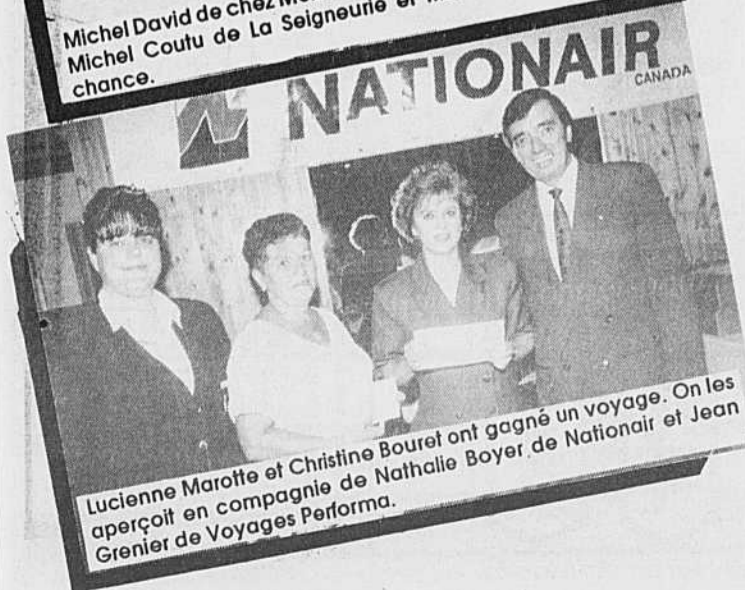 Michel David de chez
Michel Coutu de La Seigneurie et
chance.
NATIONAIR
CANADA
Lucienne Marotte et Christine Bouret ont gagné un voyage. On les
aperçoit en compagnie de Nathalie Boyer de Nationair et Jean
Grenier de Voyages Performa.